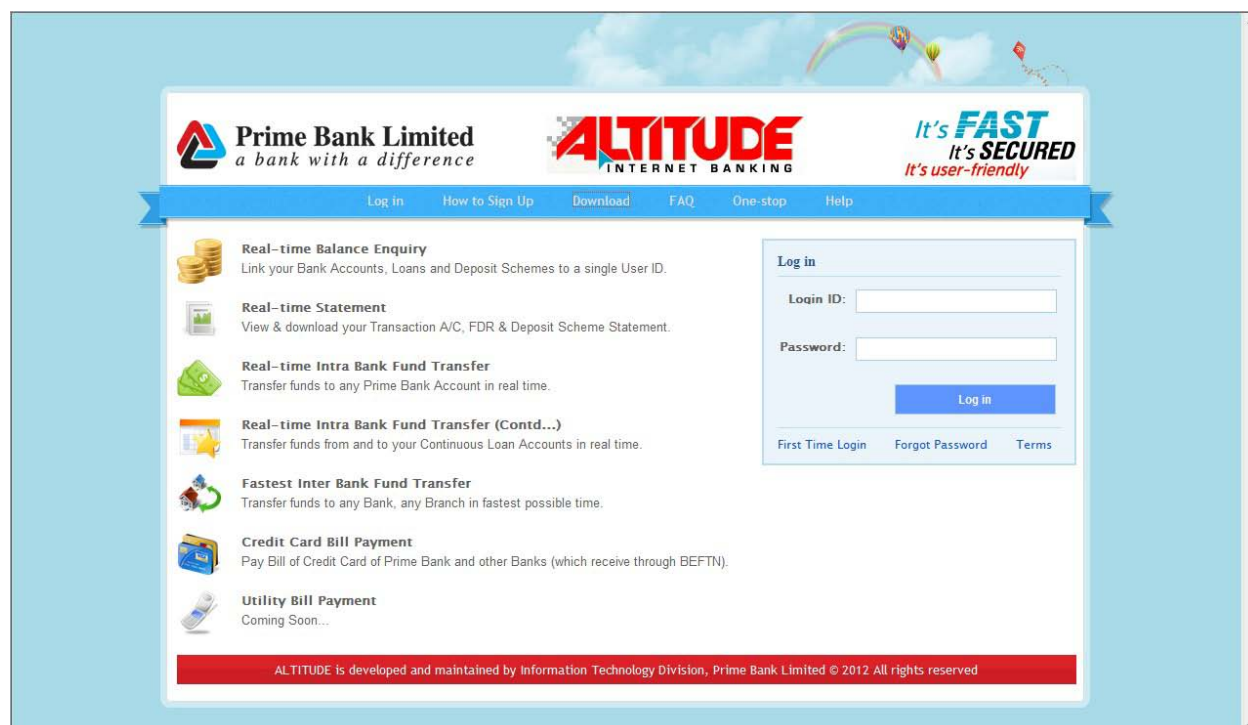 Prime Bank Limited
a bank with a difference
ALTITUDE
INTERNET BANKING
It's FAST
It's SECURED
It's user-friendly
Log in How to Sign Up Download FAQ One-stop Help
Real-time Balance Enquiry
Link your Bank Accounts, Loans and Deposit Schemes to a single User ID.
Real-time Statement
View & download your Transaction A/C, FDR & Deposit Scheme Statement.
Real-time Intra Bank Fund Transfer
Transfer funds to any Prime Bank Account in real time.
Real-time Intra Bank Fund Transfer (Contd...)
Transfer funds from and to your Continuous Loan Accounts in real time.
Fastest Inter Bank Fund Transfer
Transfer funds to any Bank, any Branch in fastest possible time.
Credit Card Bill Payment
Pay Bill of Credit Card of Prime Bank and other Banks (which receive through BEFTN).
Utility Bill Payment
Coming Soon...
Log in
Login ID:
Password:
Log in
First Time Login Forgot Password Terms
ALTITUDE is developed and maintained by Information Technology Division, Prime Bank Limited © 2012 All rights reserved